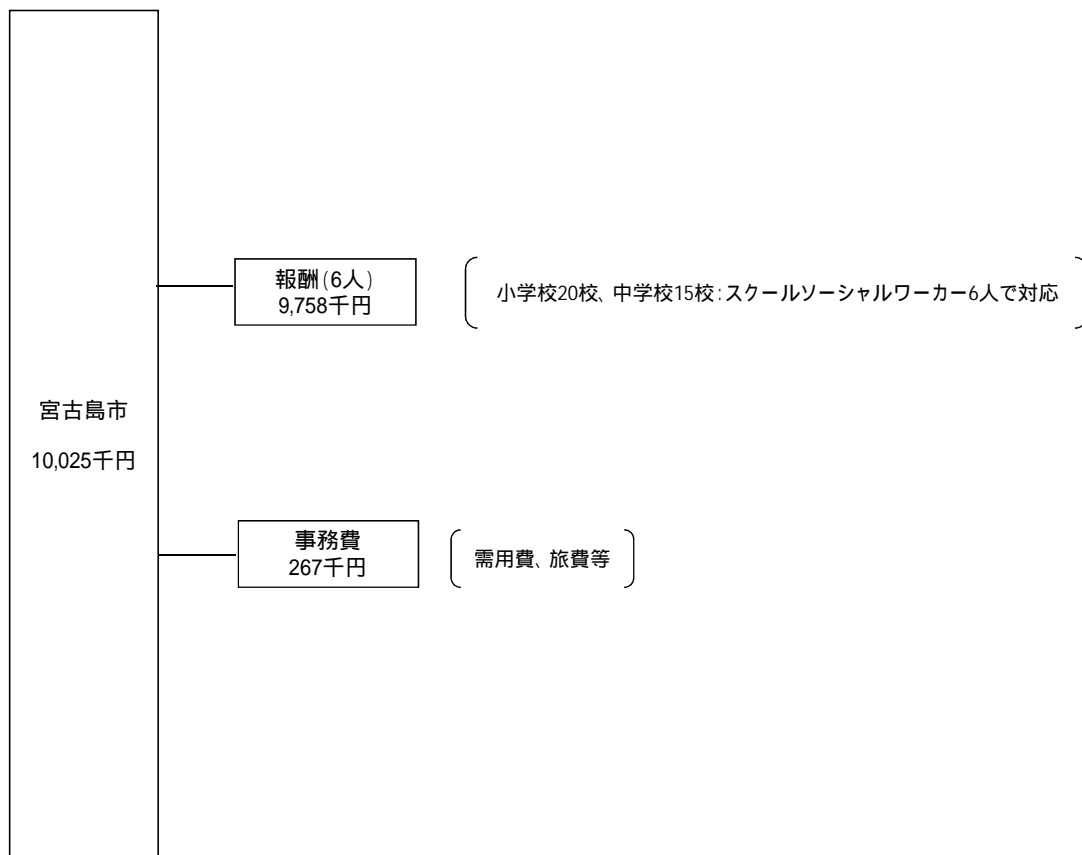 報酬(6人)
9,758千円
小学校20校、中学校15校:スクールソーシャルワーカー6人で対応
宮古島市
10,025千円
事務費
267千円
需用費、旅費等